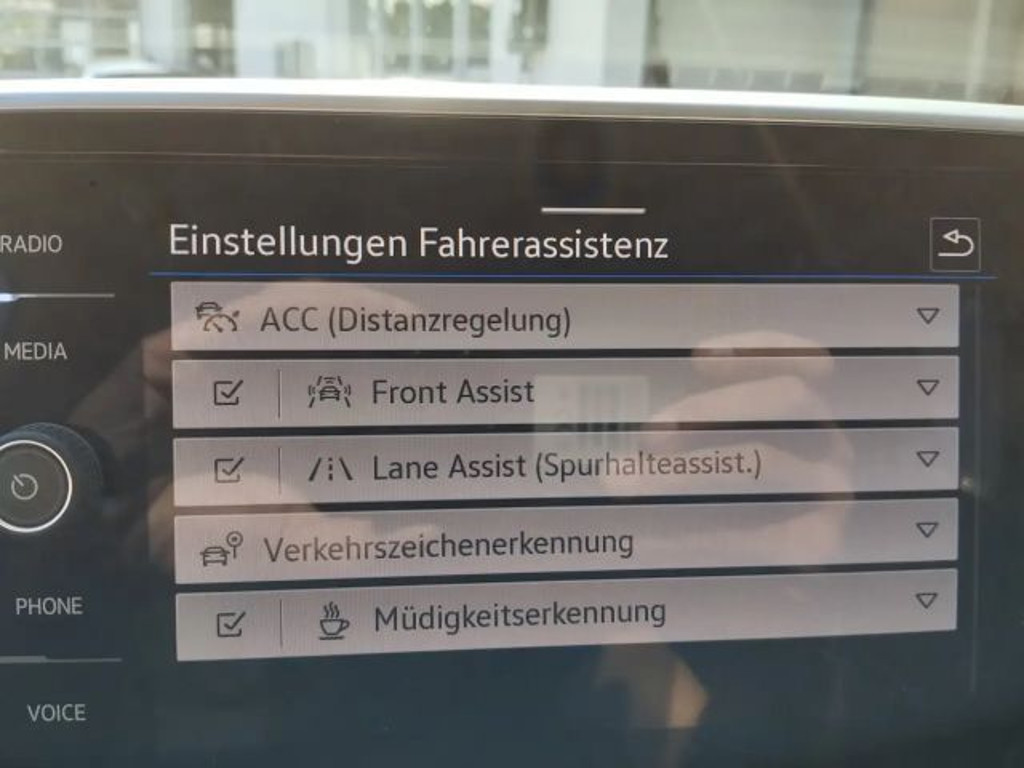 RADIO
Einstellungen Fahrerassistenz
ACC (Distanzregelung)
MEDIA
Front Assist
Lane Assist (Spurhalteassist.)
Verkehrszeichenerkennung
PHONE
Müdigkeitserkennung
VOICE